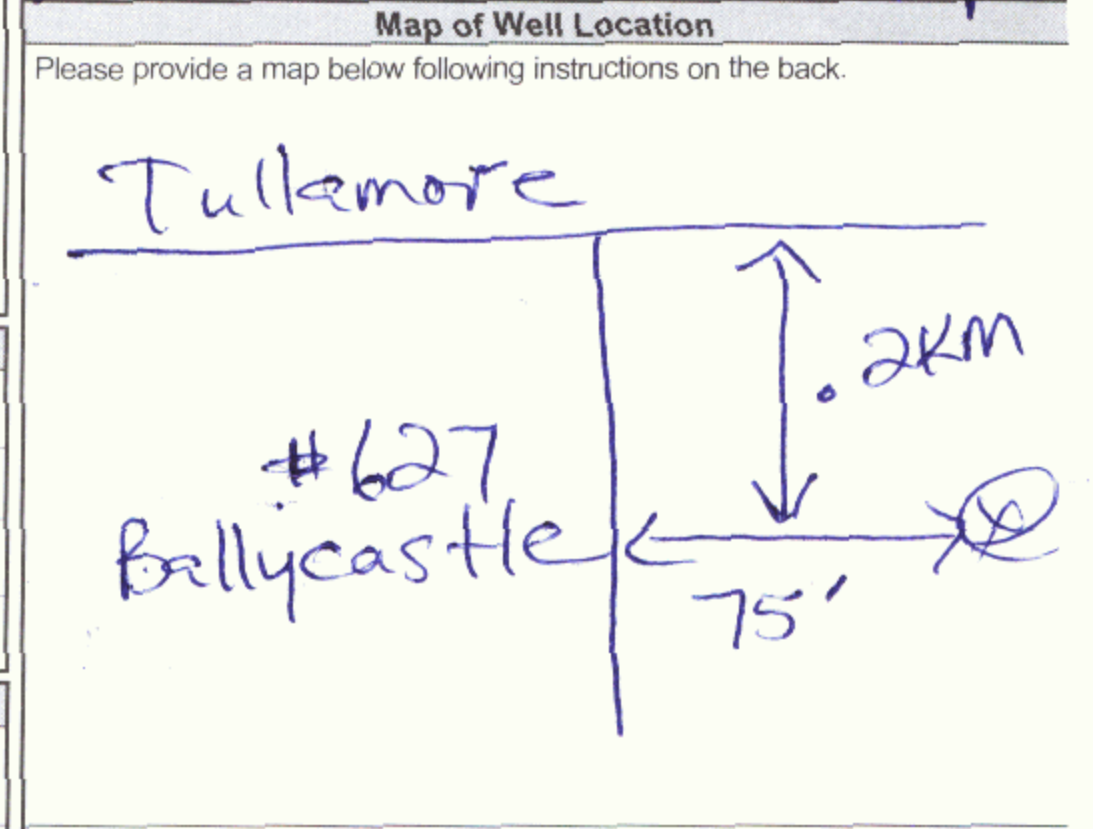 Map of Well Location
Please provide a map below following instructions on the back.
Tullamore
.2KM
#627
Ballycastle
75'